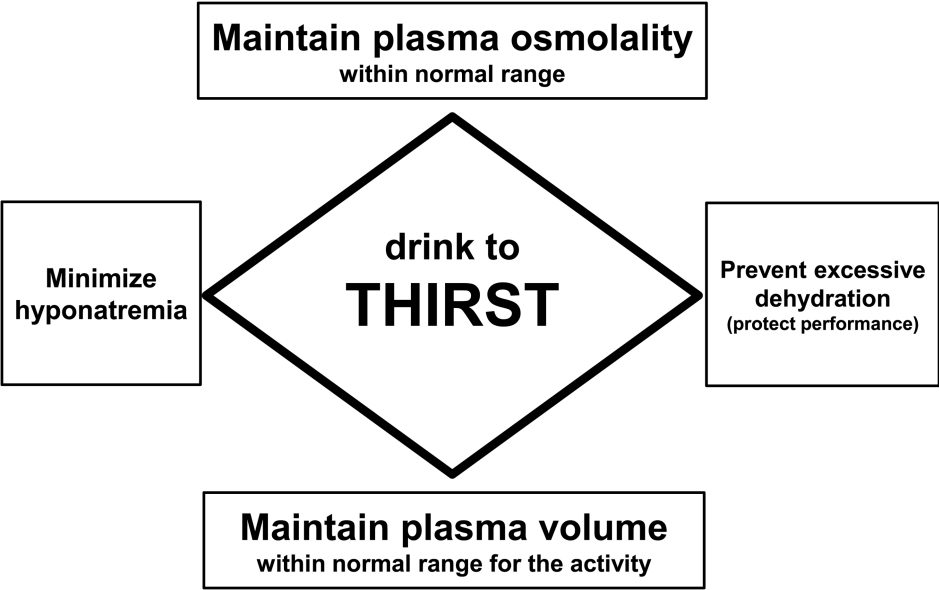 Maintain plasma osmolality
within normal range
Minimize
hyponatremia
drink to
THIRST
Prevent excessive
dehydration
(protect performance)
Maintain plasma volume
within normal range for the activity